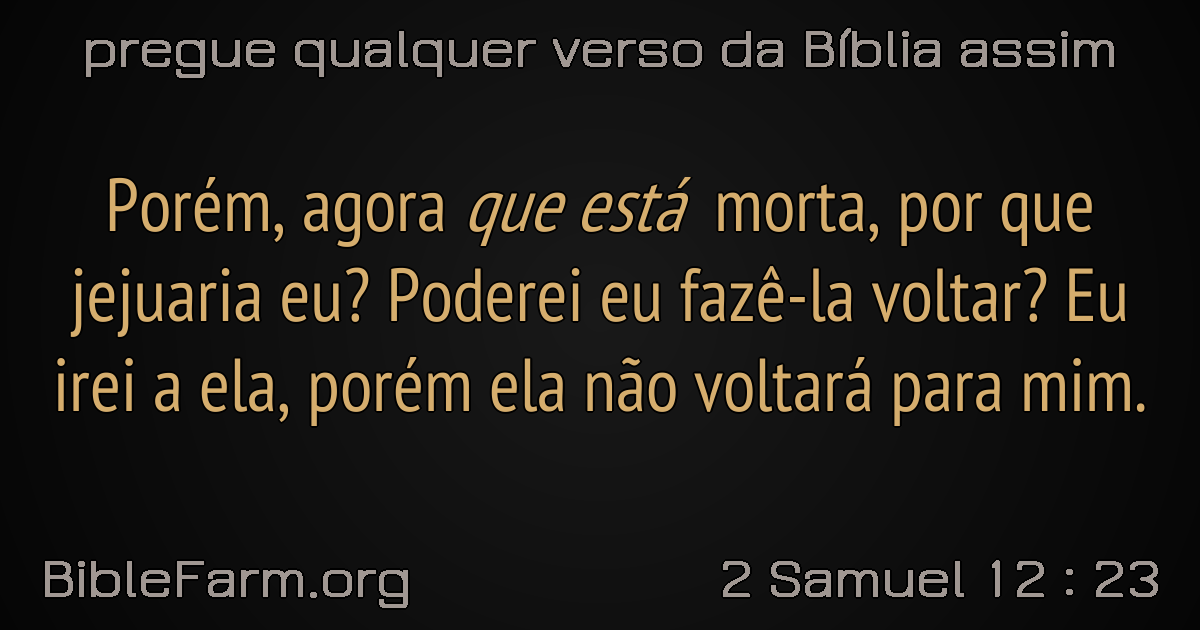 pregue qualquer verso da Bíblia assim
Porém, agora que está morta, por que
jejuaria eu? Poderei eu fazê-la voltar? Eu
irei a ela, porém ela não voltará para mim.
BibleFarm.org
2 Samuel 12 : 23